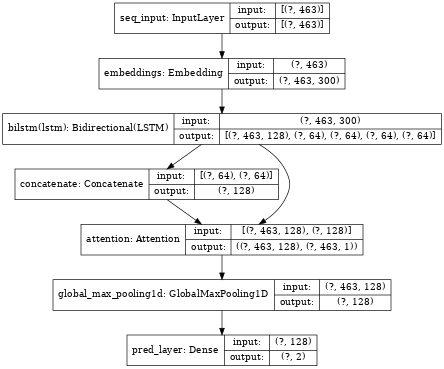 seq_input: InputLayer
input: [(?, 463)]
output: [(?, 463)]
embeddings: Embedding
input: (?, 463)
output: (?, 463, 300)
bilstm(lstm): Bidirectional(LSTM)
input: (?, 463, 300)
output: [(?, 463, 128), (?, 64), (?, 64), (?, 64), (?, 64)]
concatenate: Concatenate
input: [(?, 64), (?, 64)]
output: (?, 128)
attention: Attention
input: [(?, 463, 128), (?, 128)]
output: ((?, 463, 128), (?, 463, 1))
global_max_pooling1d: GlobalMaxPooling1D
input: (?, 463, 128)
output: (?, 128)
pred_layer: Dense
input: (?, 128)
output: (?, 2)